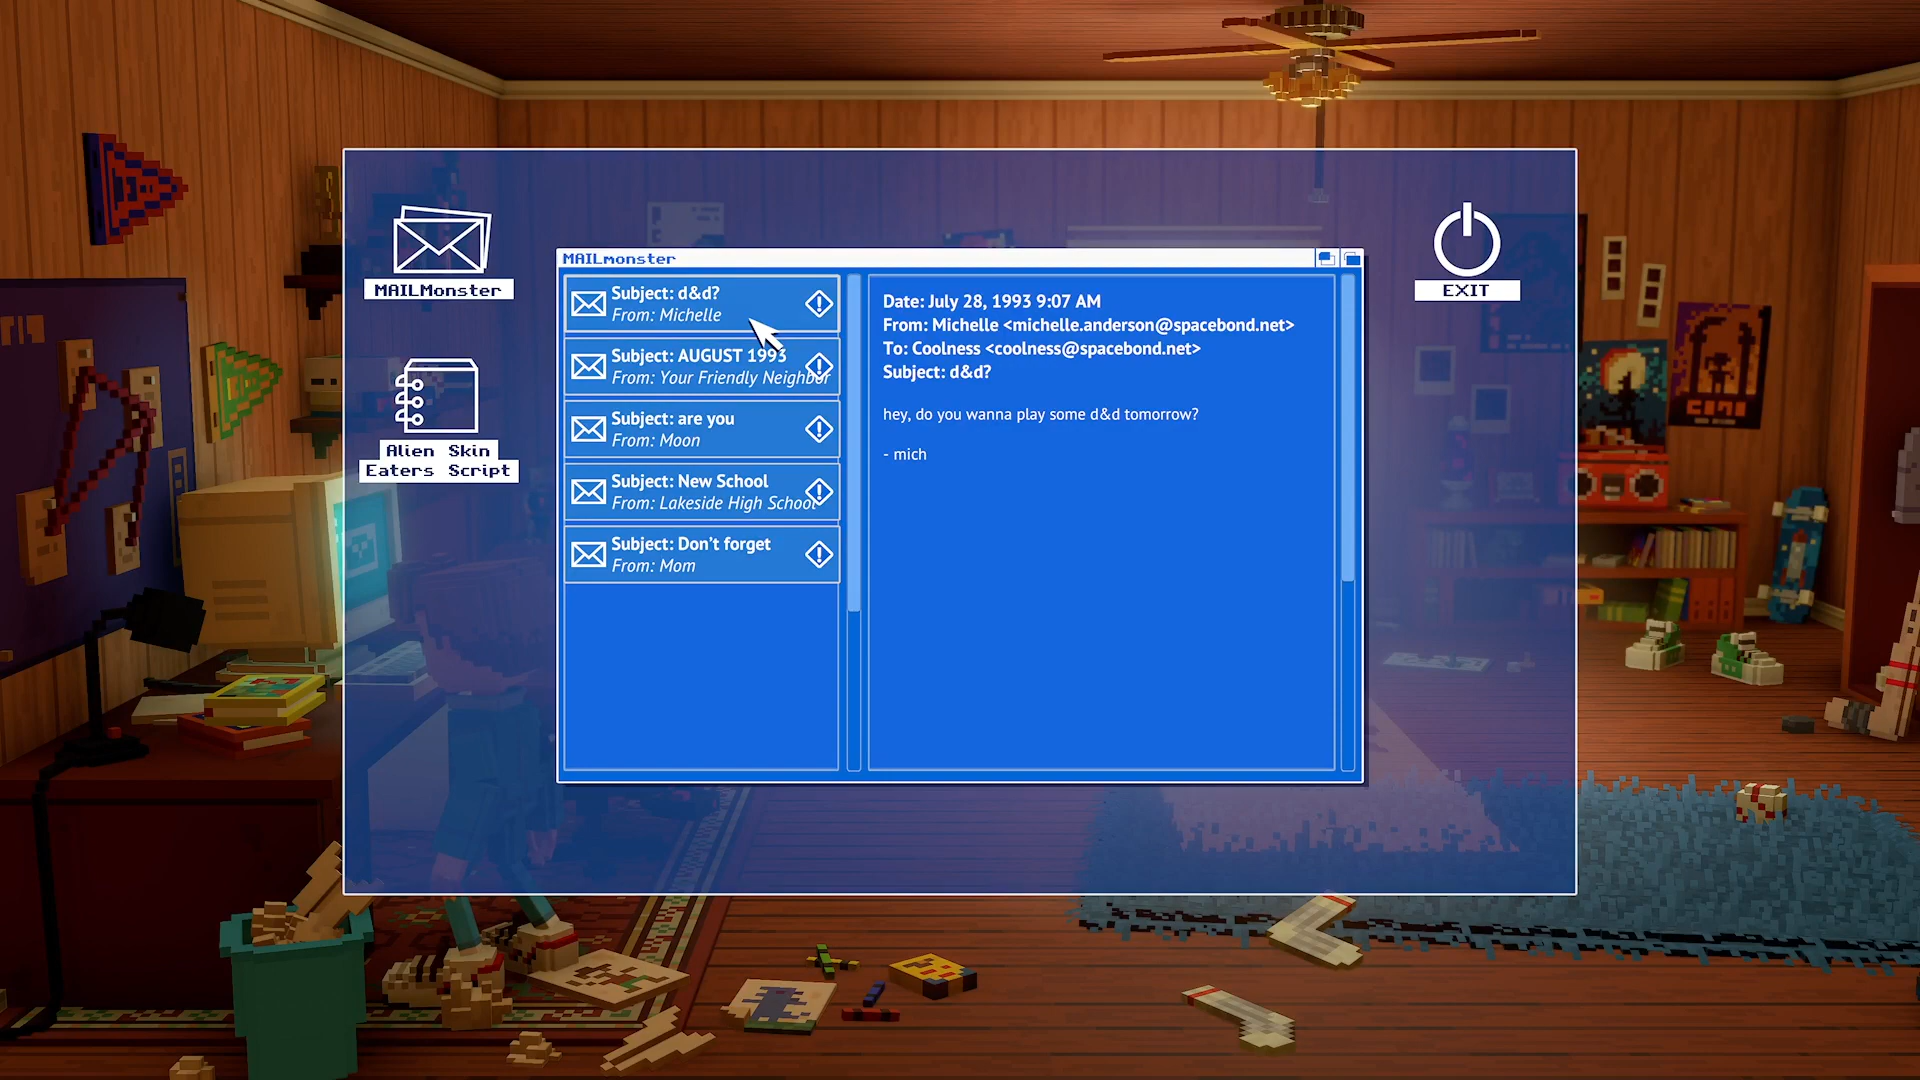 MAILMonster
Alien Skin
Eaters Script
EXIT
MAILmonster
Subject: d&d?
From: Michelle
Subject: AUGUST 1993
From: Your Friendly Neighbor
Subject: are you
From: Moon
Subject: New School
From: Lakeside High School
Subject: Don't forget
From: Mom
Date: July 28, 1993 9:07 AM
From: Michelle <michelle.anderson@spacebond.net>
To: Coolness <coolness@spacebond.net>
Subject: d&d?
hey, do you wanna play some d&d tomorrow?
- mich